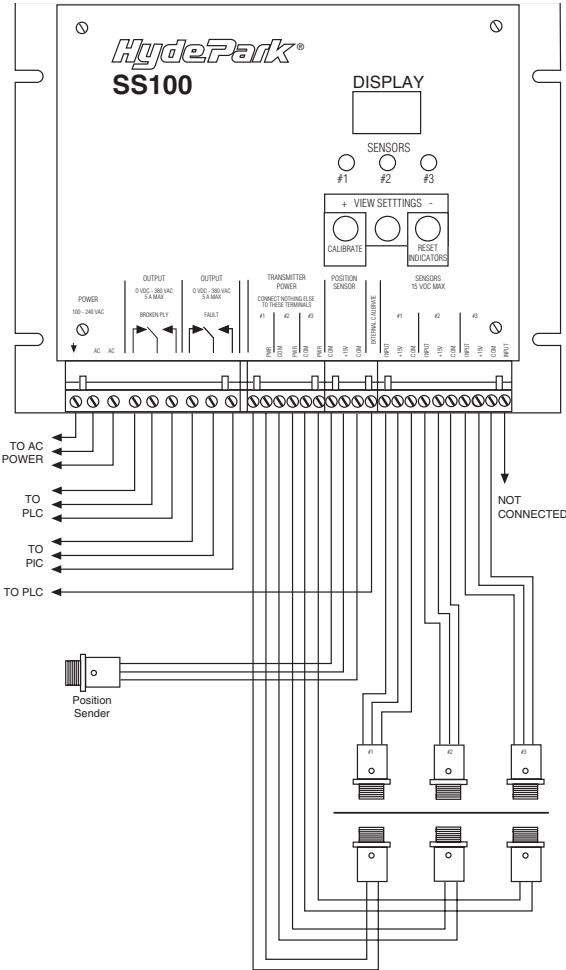 HydePark®
SS100
DISPLAY
SENSORS
#1 #2 #3
+ VIEW SETTTINGS -
CALIBRATE
RESET
INDICATORS
POWER
100 - 240 VAC
AC AC
OUTPUT
0 VDC - 380 VAC
5 A MAX
BROKEN PLY
OUTPUT
0 VDC - 380 VAC
5 A MAX
FAULT
TRANSMITTER
POWER
CONNECT NOTHING ELSE
TO THESE TERMINALS
#1 #2 #3
PWR COM PWR COM PWR
POSITION
SENSOR
COM +15V COM
EXTERNAL CALIBRATE
SENSORS
15 VDC MAX
#1 #2 #3
INPUT +15V COM INPUT +15V COM INPUT +15V COM INPUT
TO AC
POWER
TO
PLC
TO
PIC
TO PLC
NOT
CONNECTED
Position
Sender
#1 #2 #3